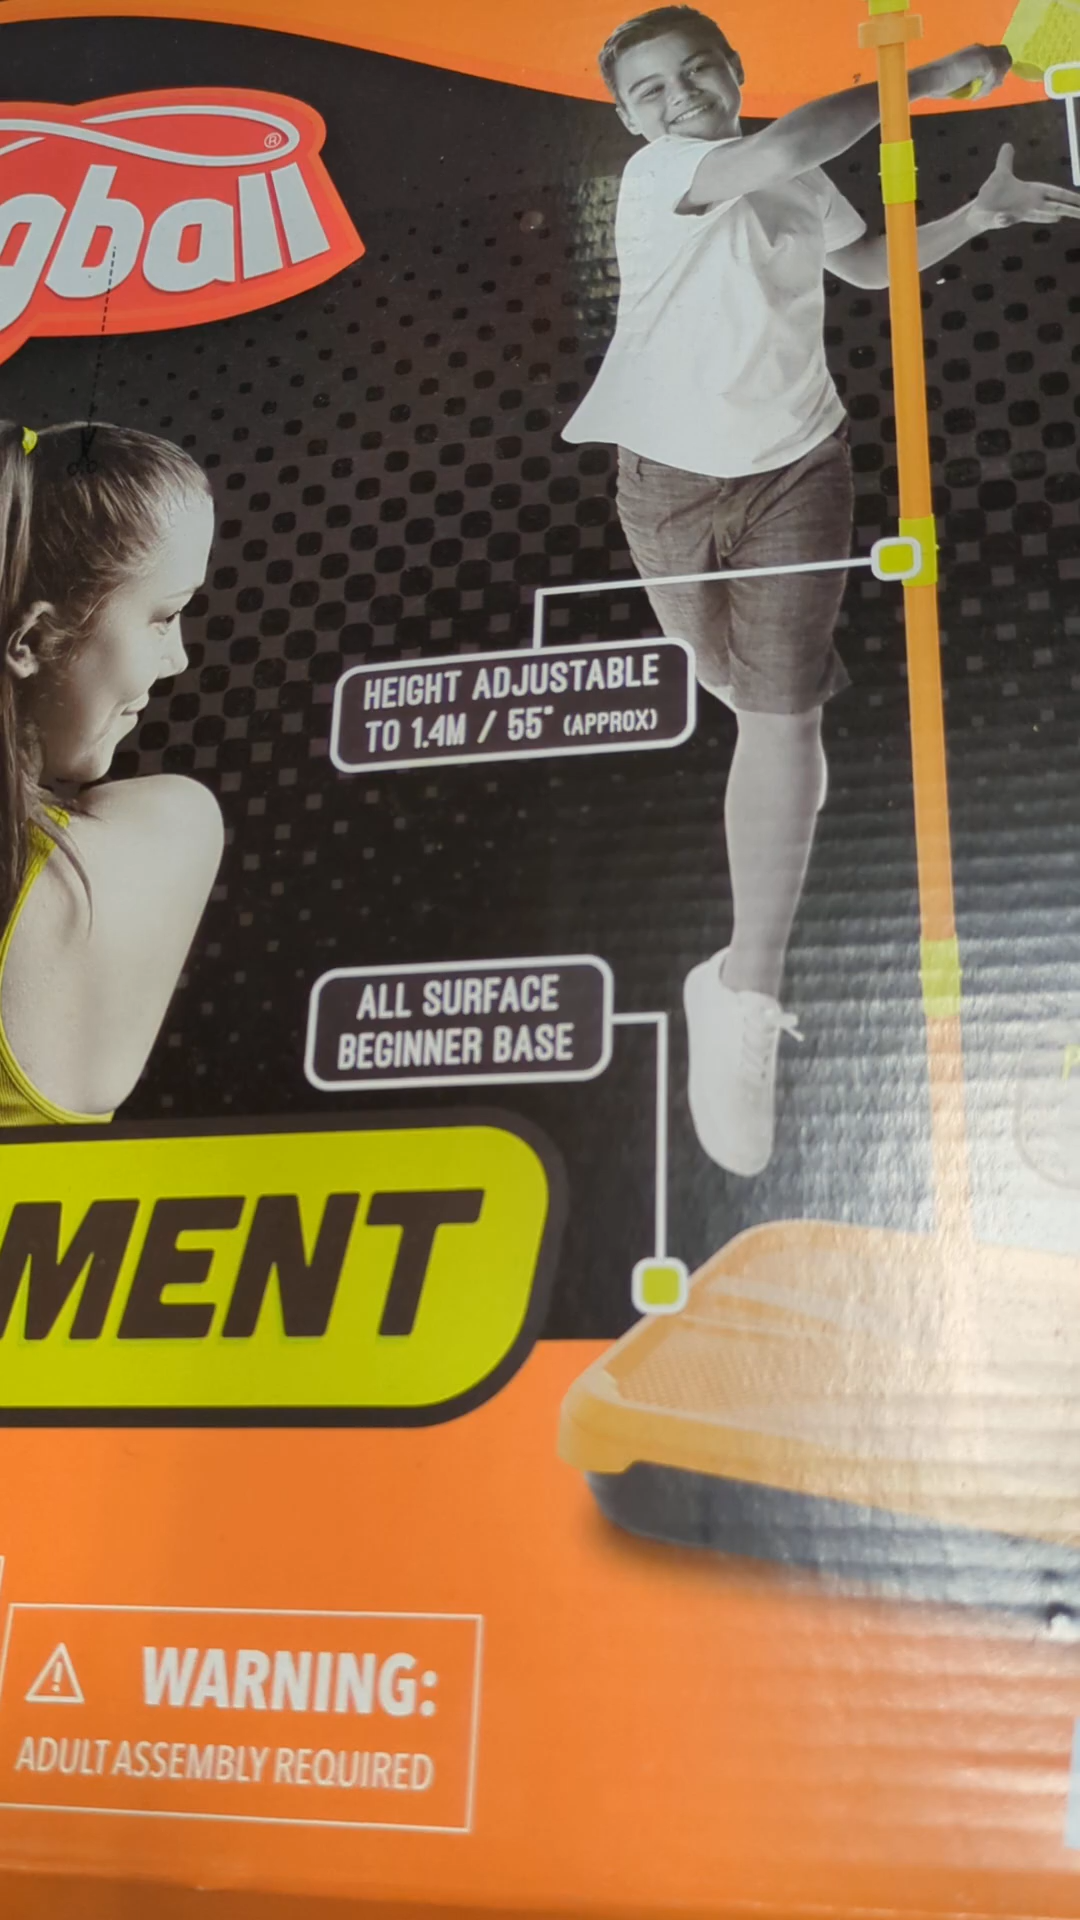 gball
®
HEIGHT ADJUSTABLE
TO 1.4M / 55" (APPROX)
ALL SURFACE
BEGINNER BASE
MENT
WARNING:
ADULT ASSEMBLY REQUIRED